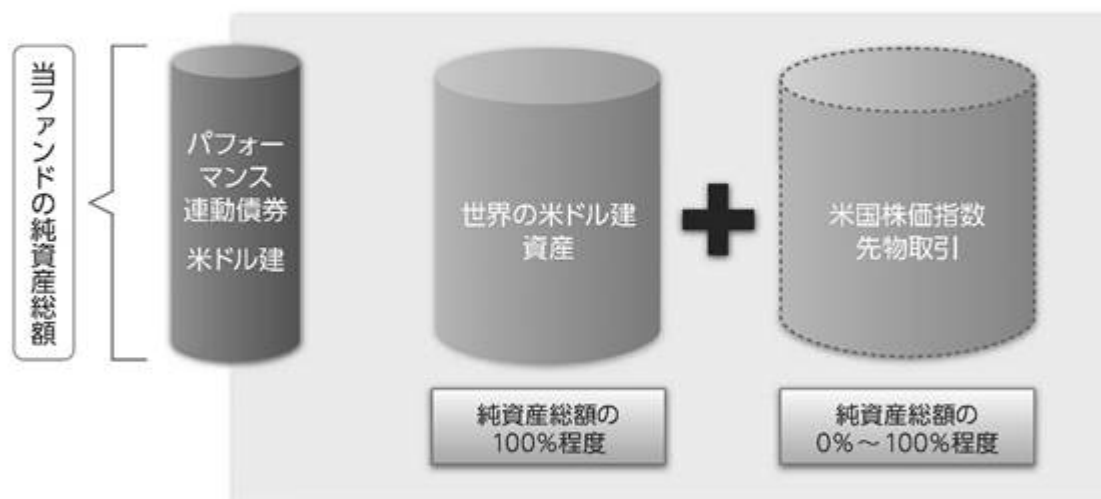 当ファンドの純資産総額
パフォー
マンス
連動債券
米ドル建
世界の米ドル建
資産
米国株価指数
先物取引
純資産総額の
100%程度
純資産総額の
0%~100%程度